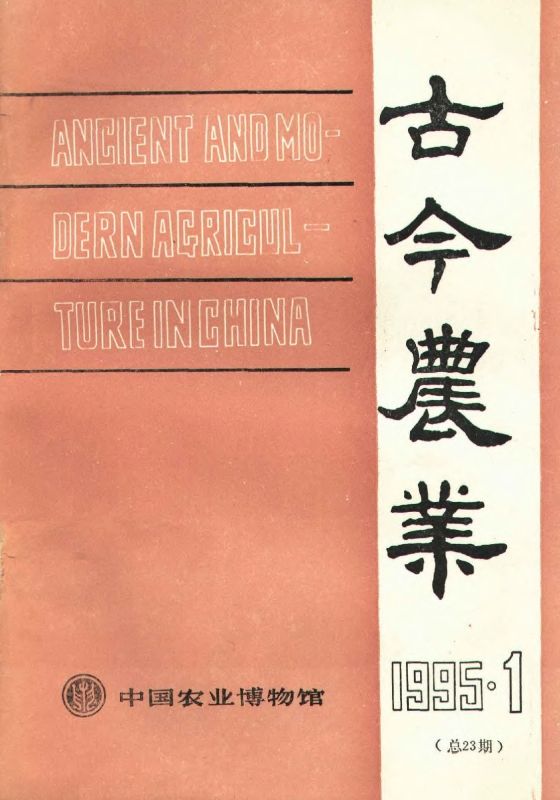 ANCIENT AND MO-
DERN AGRICUL-
TURE IN CHINA
古今農業
1995·1
(总23期)
中国农业博物馆